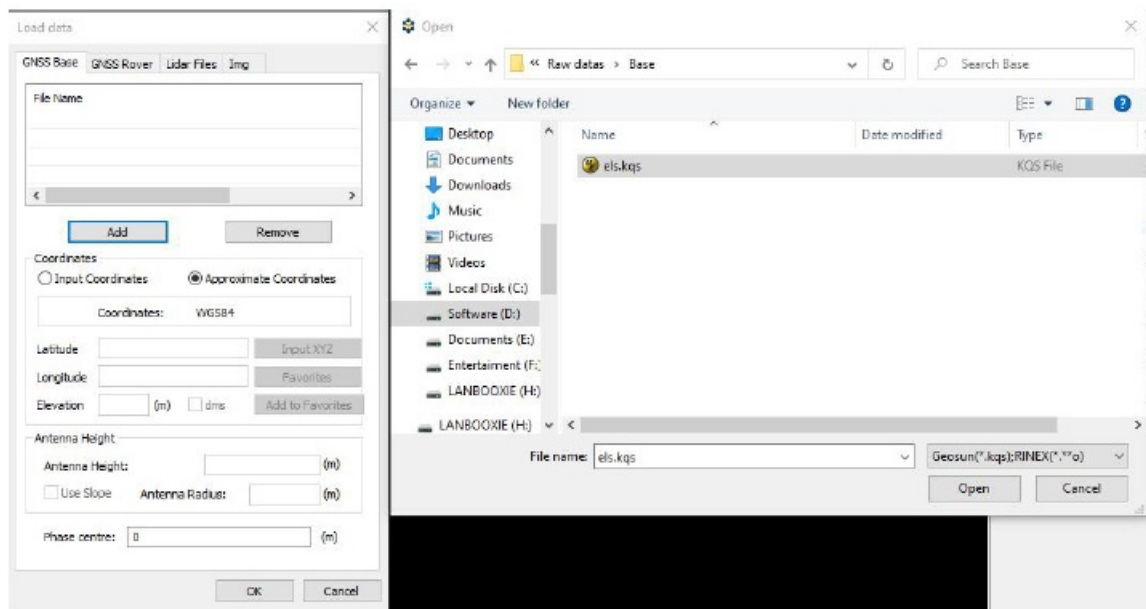 Load data
GNSS Base GNSS Rover Lidar Files Img
File Name
Add Remove
Coordinates
Input Coordinates Approximate Coordinates
Coordinates: WGS84
Latitude Input XYZ
Longitude Favorites
Elevation (m) dms Add to Favorites
Antenna Height
Antenna Height: (m)
Use Slope Antenna Radius: (m)
Phase centre: 0 (m)
OK Cancel
Open
« Raw datas › Base Search Base
Organize New folder
Name Date modified Type
Desktop
Documents
Downloads
Music
Pictures
Videos
Local Disk (C:)
Software (D:)
Documents (E:)
Entertaiment (F:)
LANBOOXIE (H:)
LANBOOXIE (H:)
els.kqs KQS File
File name: els.kqs Geosun(*.kqs);RINEX(*.**o)
Open Cancel